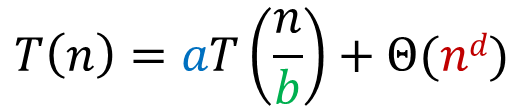 T(n) = aT(n/b) + Θ(n^d)